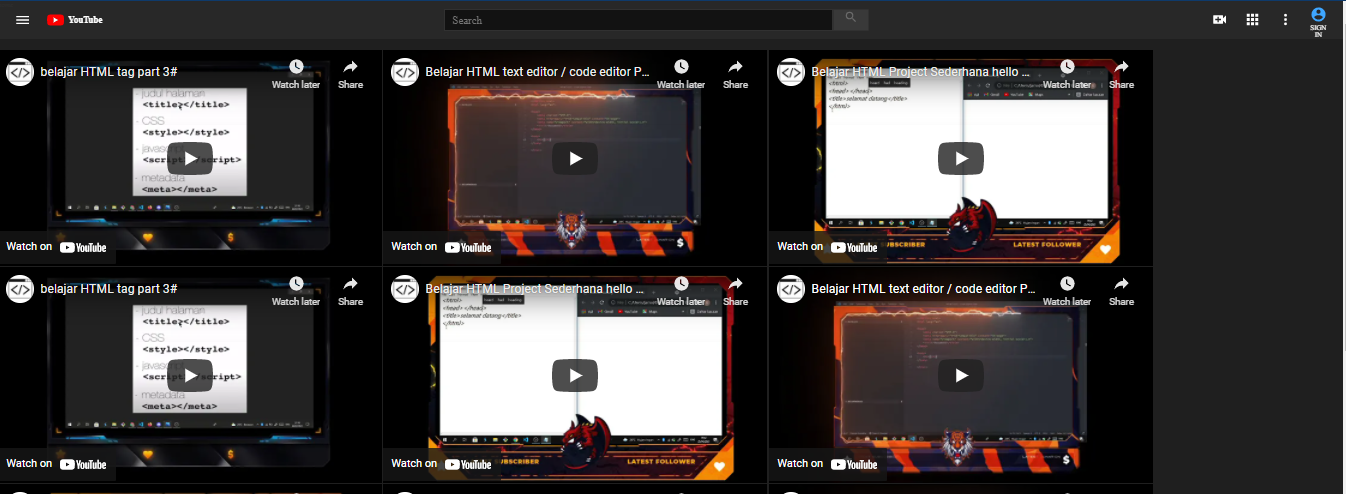 YouTube
Search
SIGN
IN
belajar HTML tag part 3#
Watch later
Share
judul halaman
<title></title>
CSS
<style></style>
javascript
<script></script>
metadata
<meta></meta>
Watch on YouTube
Belajar HTML text editor / code editor P...
Watch later
Share
Watch on YouTube
Belajar HTML Project Sederhana hello ...
Watch later
Share
<html>
<head> </head>
<title>selamat datang</title>
</html>
SUBSCRIBER
LATEST FOLLOWER
Watch on YouTube
belajar HTML tag part 3#
Watch later
Share
judul halaman
<title></title>
CSS
<style></style>
javascript
<script></script>
metadata
<meta></meta>
Watch on YouTube
Belajar HTML Project Sederhana hello ...
Watch later
Share
<html>
<head> </head>
<title>selamat datang</title>
</html>
SUBSCRIBER
LATEST FOLLOWER
Watch on YouTube
Belajar HTML text editor / code editor P...
Watch later
Share
Watch on YouTube